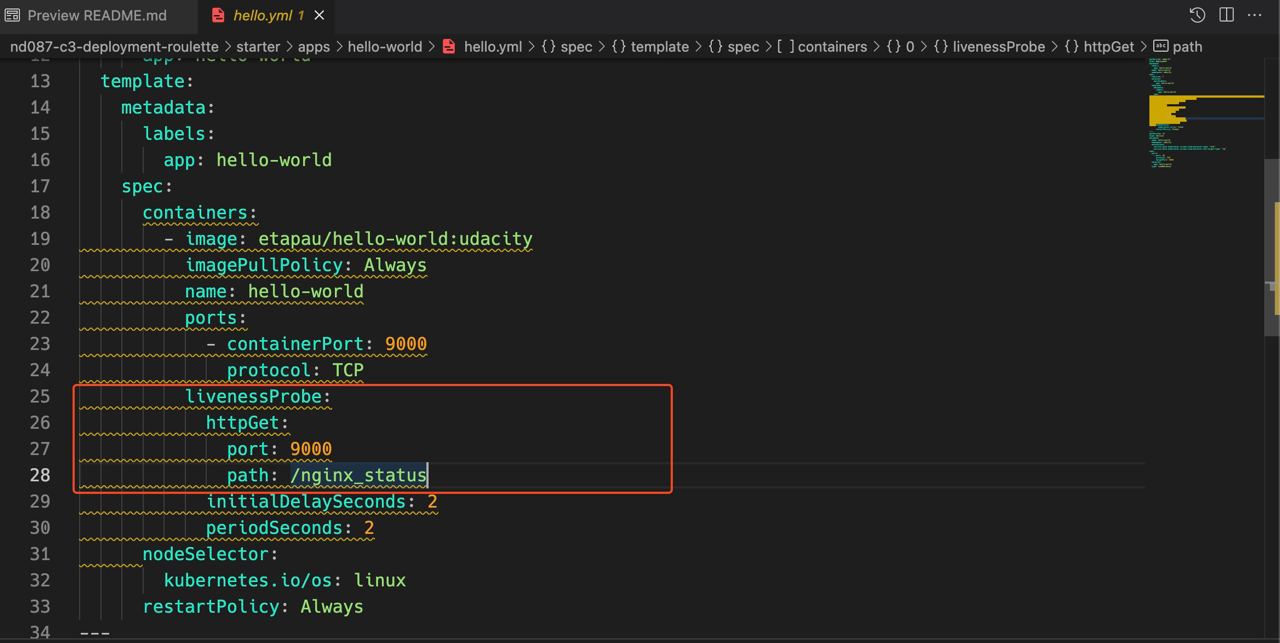 Preview README.md
hello.yml 1
nd087-c3-deployment-roulette > starter > apps > hello-world > hello.yml > {} spec > {} template > {} spec > [ ] containers > {} 0 > {} livenessProbe > {} httpGet > abc path
12 app: hello-world
13 template:
14 metadata:
15 labels:
16 app: hello-world
17 spec:
18 containers:
19 - image: etapau/hello-world:udacity
20 imagePullPolicy: Always
21 name: hello-world
22 ports:
23 - containerPort: 9000
24 protocol: TCP
25 livenessProbe:
26 httpGet:
27 port: 9000
28 path: /nginx_status
29 initialDelaySeconds: 2
30 periodSeconds: 2
31 nodeSelector:
32 kubernetes.io/os: linux
33 restartPolicy: Always
34 ---